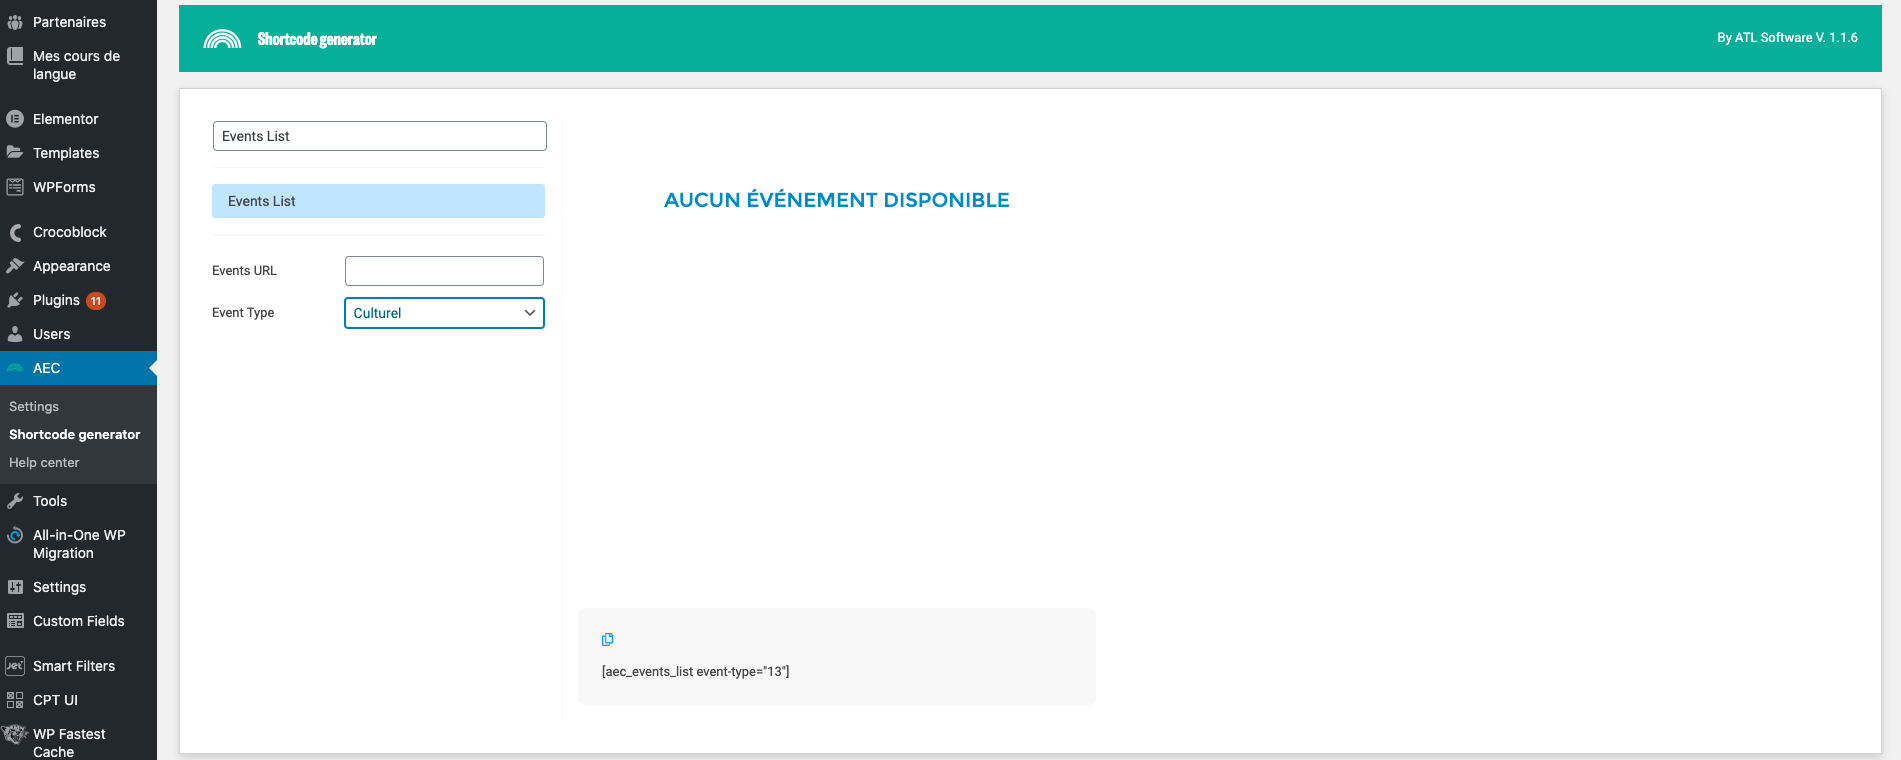 Partenaires
Mes cours de
langue
Elementor
Templates
WPForms
Crocoblock
Appearance
Plugins 11
Users
AEC
Settings
Shortcode generator
Help center
Tools
All-in-One WP
Migration
Settings
Custom Fields
Smart Filters
CPT UI
WP Fastest
Cache
Shortcode generator
By ATL Software V. 1.1.6
Events List
Events List
Events URL
Event Type
Culturel
AUCUN ÉVÉNEMENT DISPONIBLE
[aec_events_list event-type="13"]